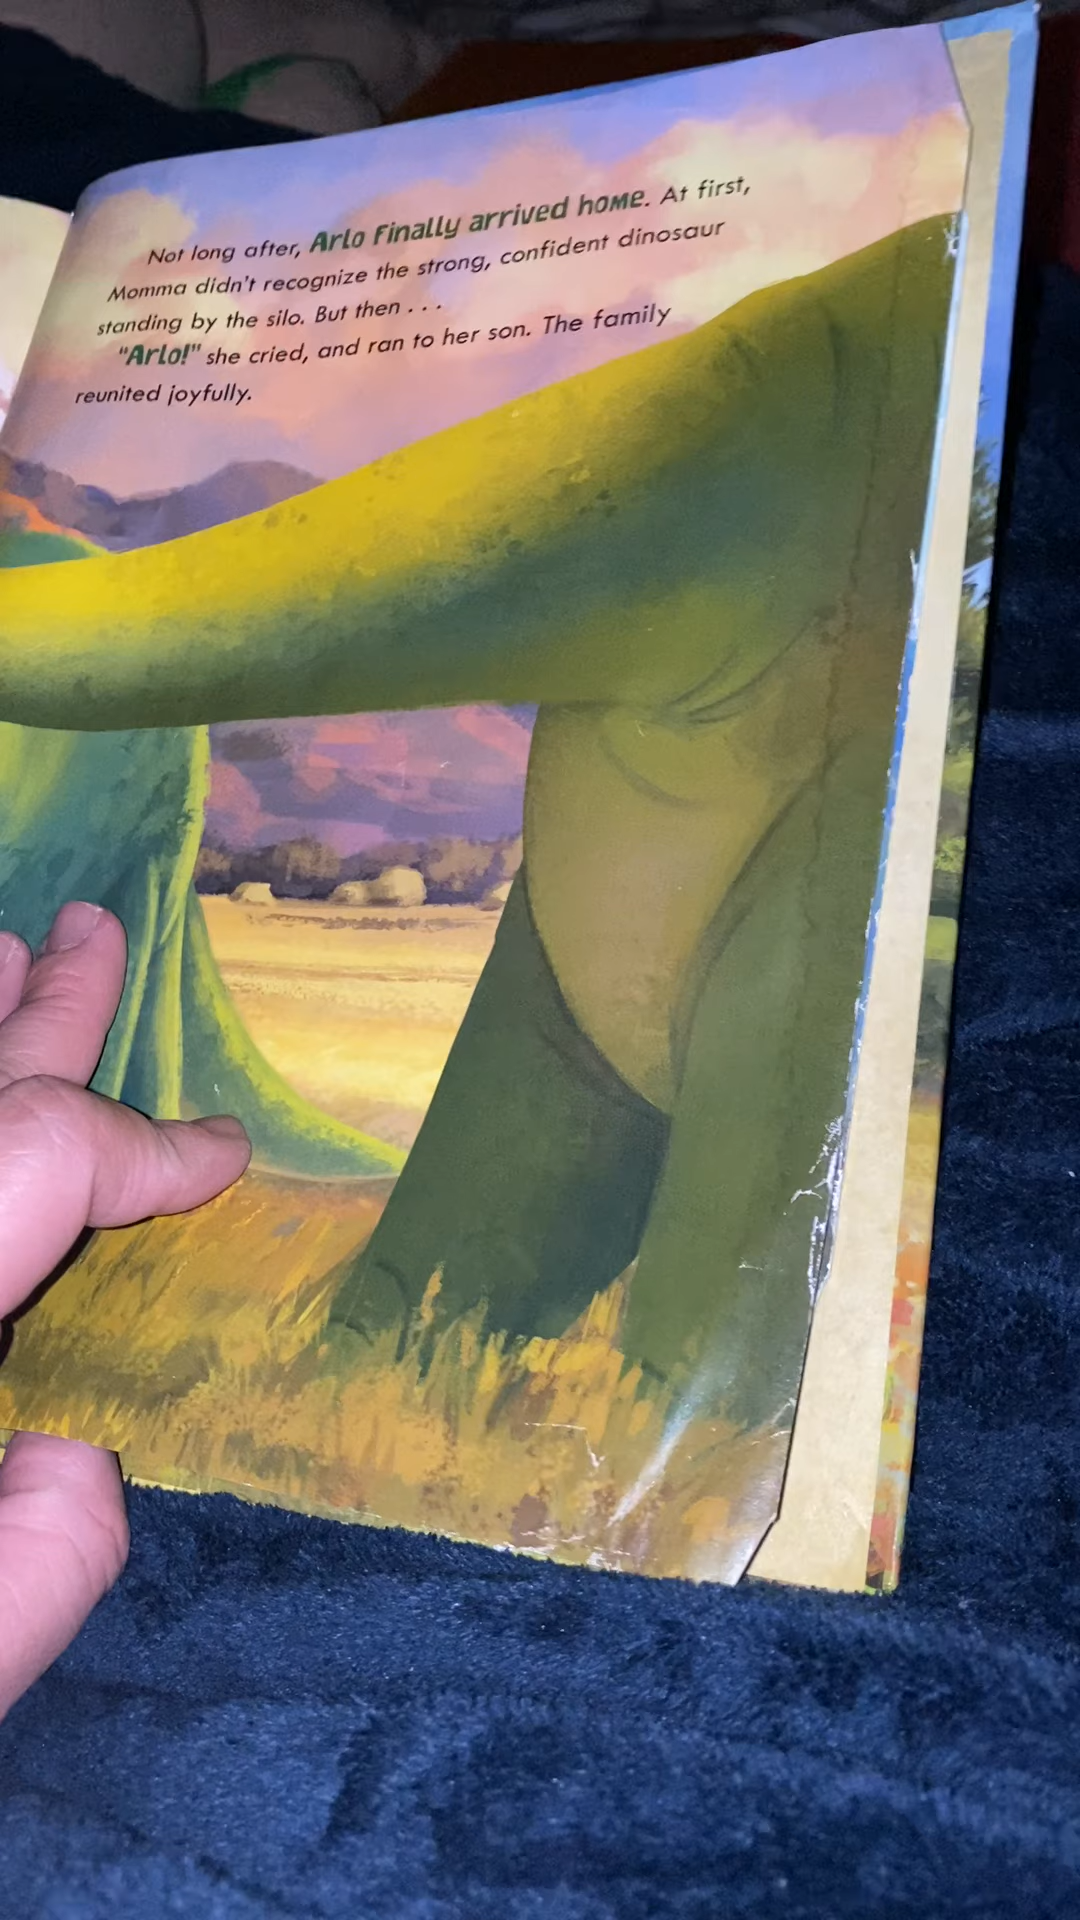 Not long after, Arlo Finally arrived home. At first,
Momma didn't recognize the strong, confident dinosaur
standing by the silo. But then . . .
"Arlo!" she cried, and ran to her son. The family
reunited joyfully.